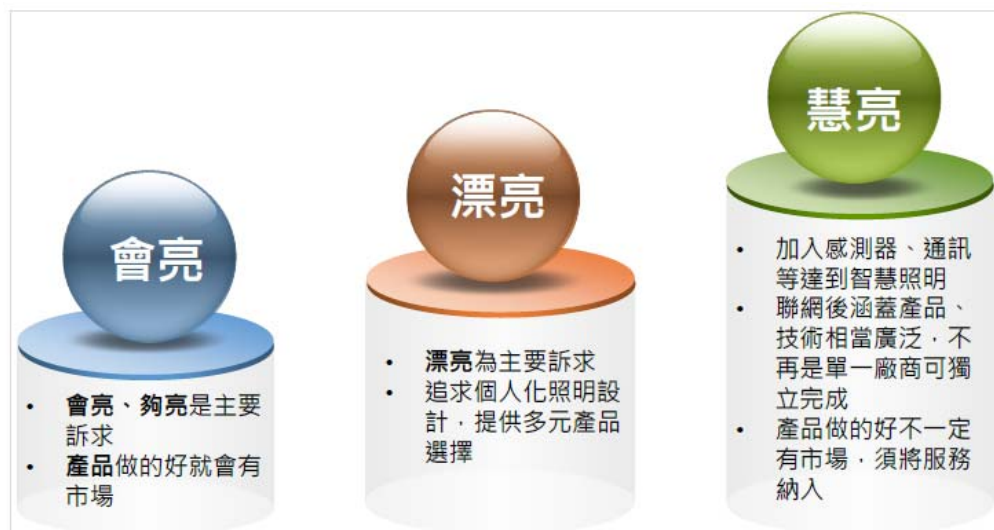 會亮
• 會亮、夠亮是主要
訴求
• 產品做的好就會有
市場
漂亮
• 漂亮為主要訴求
• 追求個人化照明設
計，提供多元產品
選擇
慧亮
• 加入感測器、通訊
等達到智慧照明
• 聯網後涵蓋產品、
技術相當廣泛，不
再是單一廠商可獨
立完成
• 產品做的好不一定
有市場，須將服務
納入